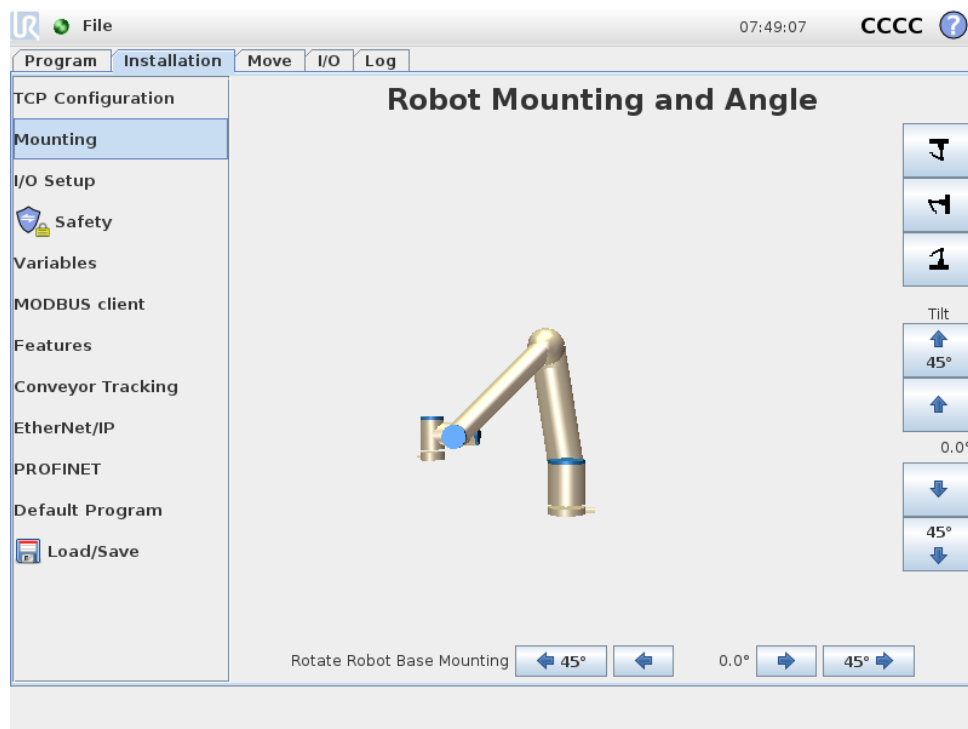 UR File 07:49:07 CCCC ?
Program Installation Move I/O Log
TCP Configuration
Mounting
I/O Setup
Safety
Variables
MODBUS client
Features
Conveyor Tracking
EtherNet/IP
PROFINET
Default Program
Load/Save
Robot Mounting and Angle
Tilt
45°
0.0°
45°
Rotate Robot Base Mounting 45° 0.0° 45°